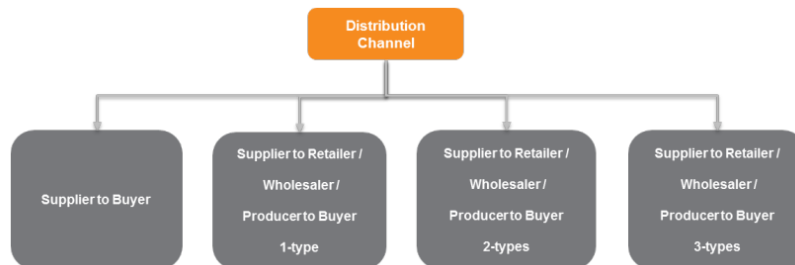 Distribution
Channel
Supplier to Buyer
Supplier to Retailer /
Wholesaler /
Producer to Buyer
1-type
Supplier to Retailer /
Wholesaler /
Producer to Buyer
2-types
Supplier to Retailer /
Wholesaler /
Producer to Buyer
3-types